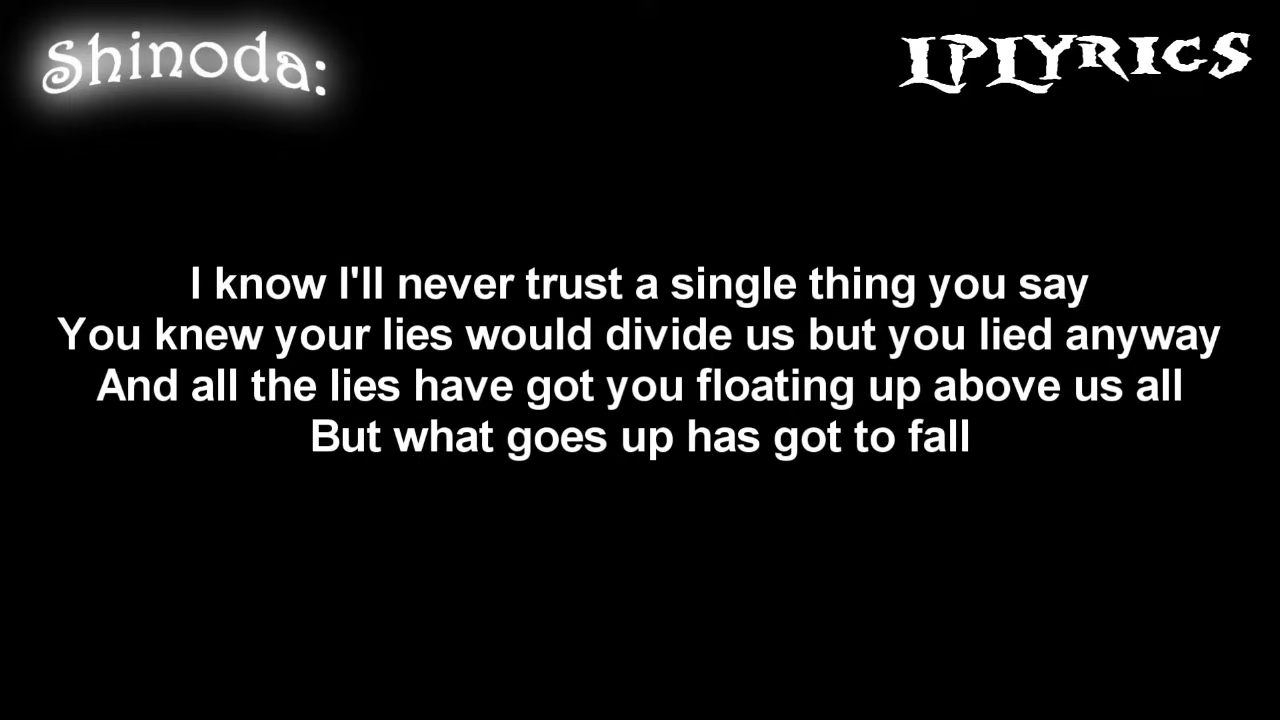 Shinoda:
LPLYRICS
I know I'll never trust a single thing you say
You knew your lies would divide us but you lied anyway
And all the lies have got you floating up above us all
But what goes up has got to fall